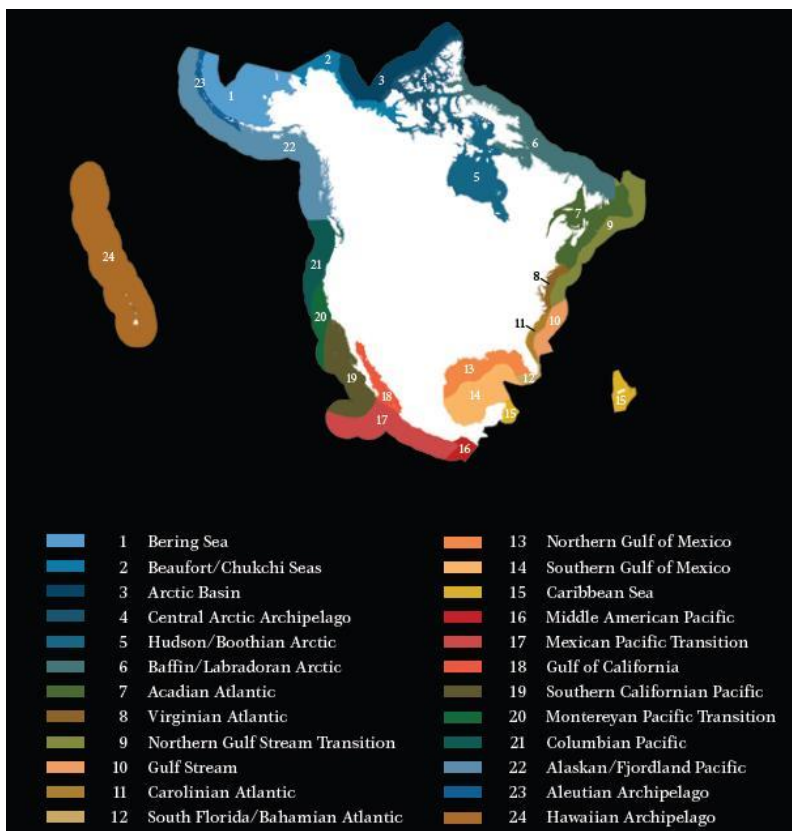 2
3
4
23
1
6
22
5
7
9
24
21
8
20
11
10
13
12
19
14
18
15
15
17
16
1 Bering Sea
2 Beaufort/Chukchi Seas
3 Arctic Basin
4 Central Arctic Archipelago
5 Hudson/Boothian Arctic
6 Baffin/Labradoran Arctic
7 Acadian Atlantic
8 Virginian Atlantic
9 Northern Gulf Stream Transition
10 Gulf Stream
11 Carolinian Atlantic
12 South Florida/Bahamian Atlantic
13 Northern Gulf of Mexico
14 Southern Gulf of Mexico
15 Caribbean Sea
16 Middle American Pacific
17 Mexican Pacific Transition
18 Gulf of California
19 Southern Californian Pacific
20 Montereyan Pacific Transition
21 Columbian Pacific
22 Alaskan/Fjordland Pacific
23 Aleutian Archipelago
24 Hawaiian Archipelago